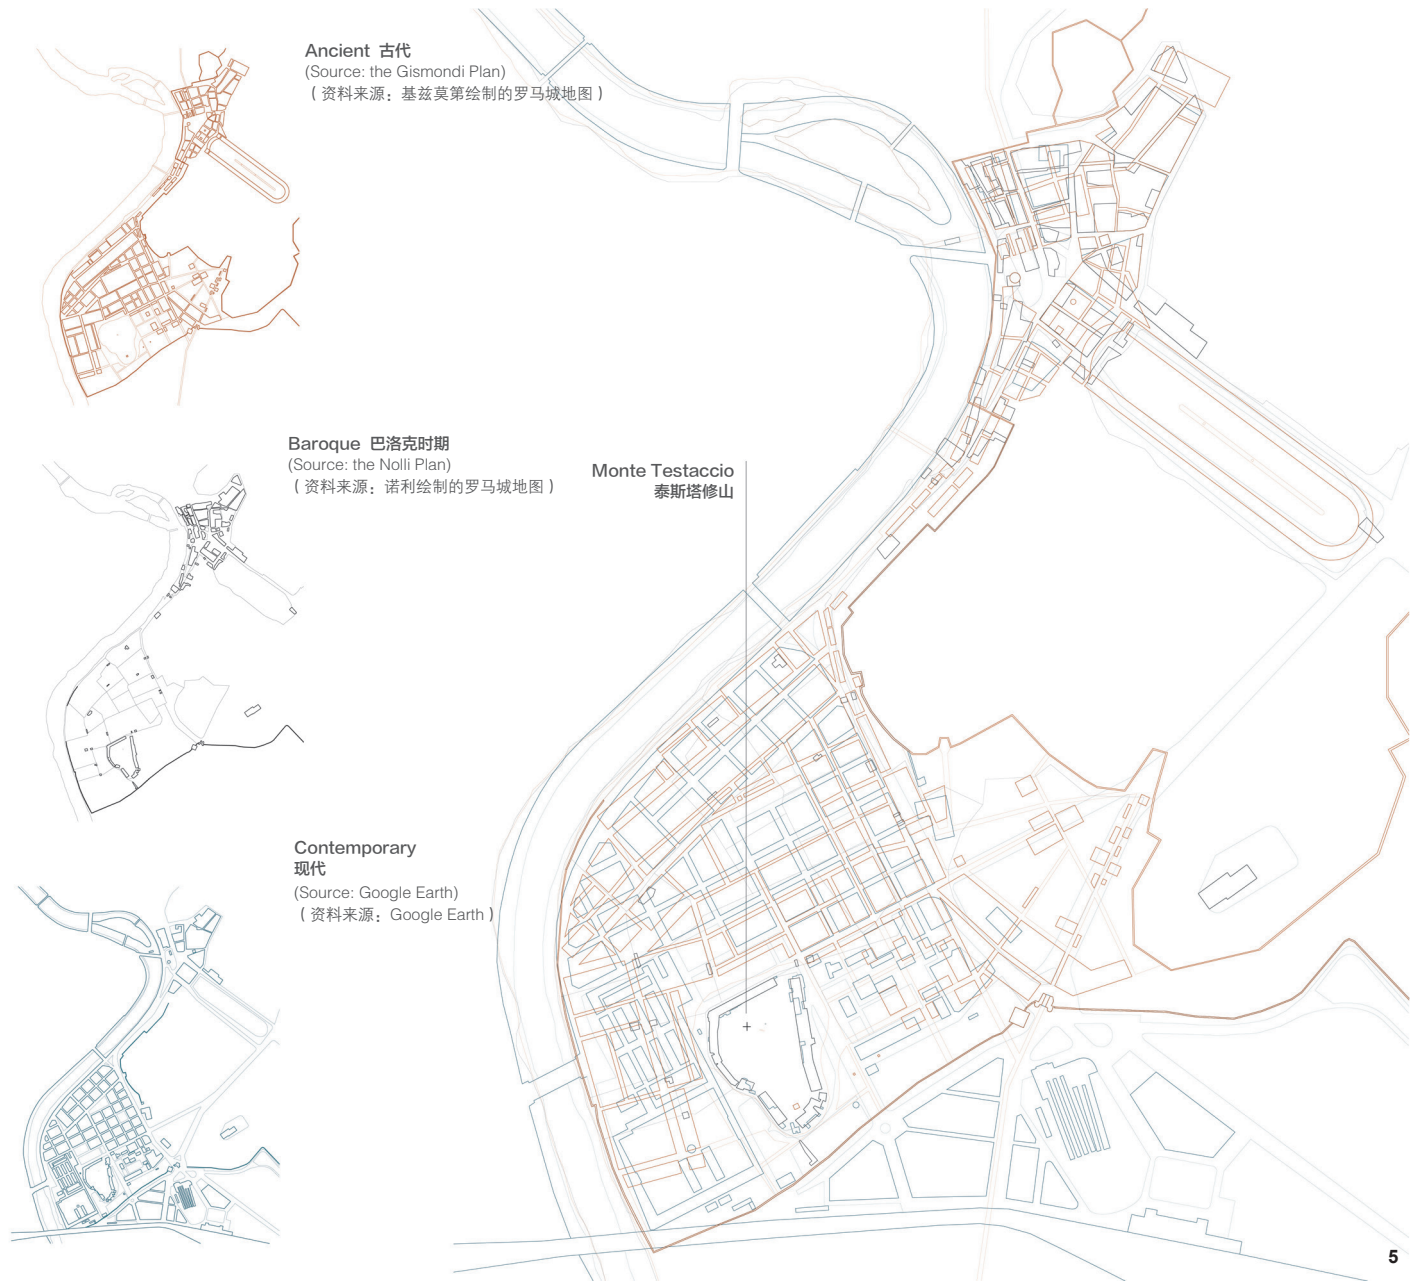 Ancient 古代
(Source: the Gismondi Plan)
（资料来源：基兹莫第绘制的罗马城地图）
Baroque 巴洛克时期
(Source: the Nolli Plan)
（资料来源：诺利绘制的罗马城地图）
Monte Testaccio
泰斯塔修山
Contemporary
现代
(Source: Google Earth)
（资料来源：Google Earth）
5